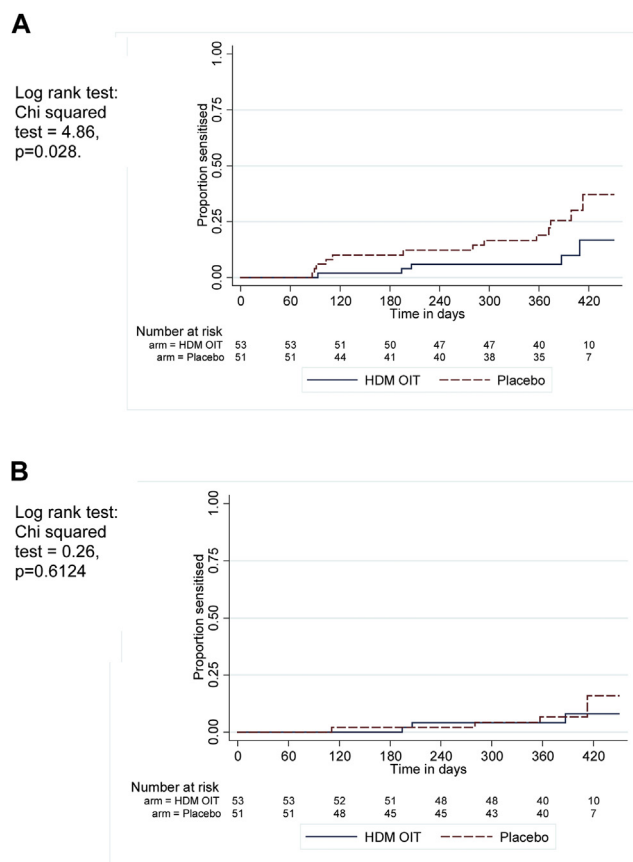 A
Log rank test:
Chi squared
test = 4.86,
p=0.028.
Proportion sensitised
1.00
0.75
0.50
0.25
0.00
0 60 120 180 240 300 360 420
Time in days
Number at risk
arm = HDM OIT 53 53 51 50 47 47 40 10
arm = Placebo 51 51 44 41 40 38 35 7
HDM OIT Placebo
B
Log rank test:
Chi squared
test = 0.26,
p=0.6124
Proportion sensitised
1.00
0.75
0.50
0.25
0.00
0 60 120 180 240 300 360 420
Time in days
Number at risk
arm = HDM OIT 53 53 52 51 48 48 40 10
arm = Placebo 51 51 48 45 45 43 40 7
HDM OIT Placebo